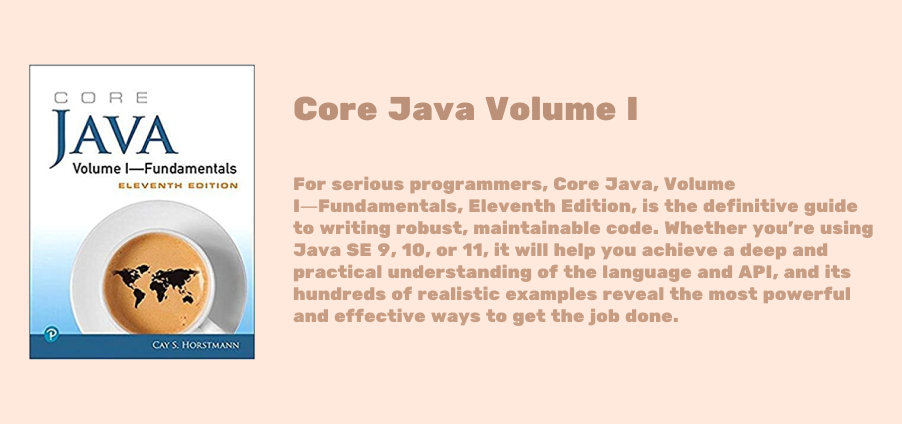 CORE
JAVA
Volume I—Fundamentals
ELEVENTH EDITION
P
CAY S. HORSTMANN
Core Java Volume I
For serious programmers, Core Java, Volume
I—Fundamentals, Eleventh Edition, is the definitive guide
to writing robust, maintainable code. Whether you’re using
Java SE 9, 10, or 11, it will help you achieve a deep and
practical understanding of the language and API, and its
hundreds of realistic examples reveal the most powerful
and effective ways to get the job done.